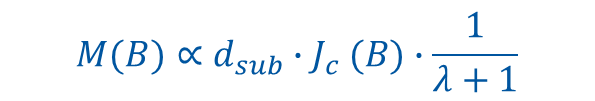 M(B) ∝ d_sub · J_c (B) · 1/(λ + 1)